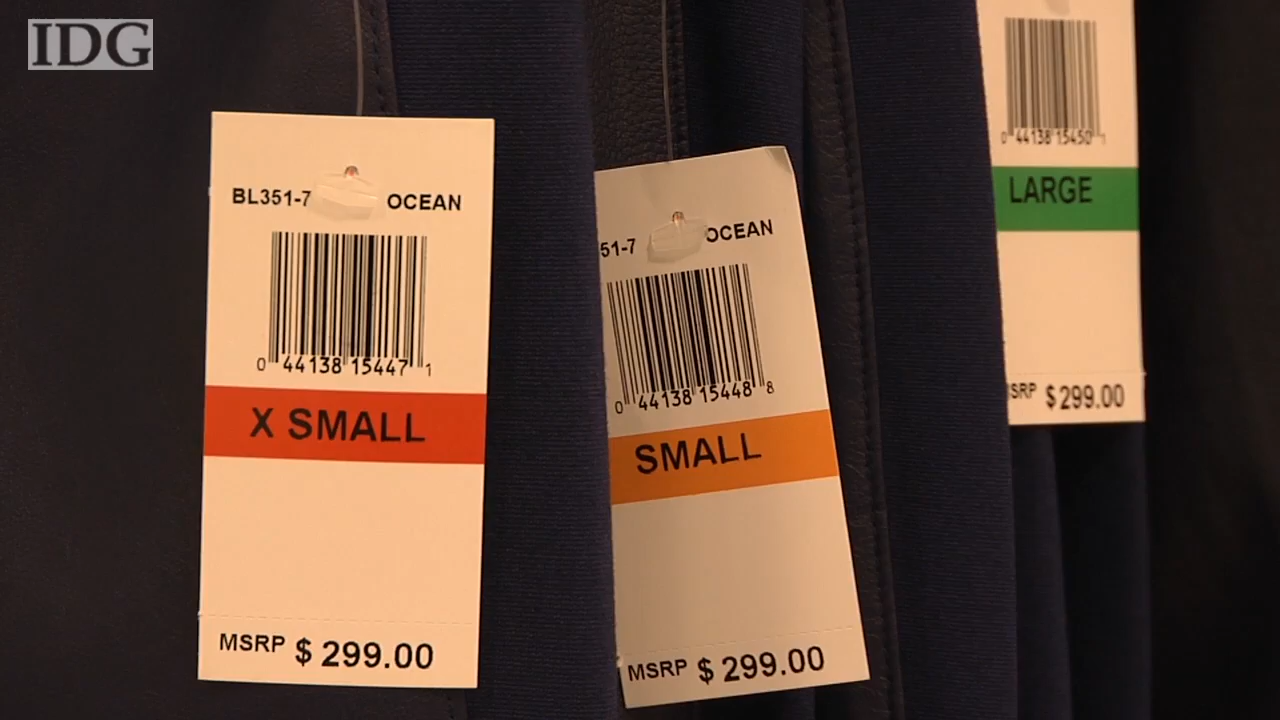 IDG
BL351-7 OCEAN
0 44138 15447 1
X SMALL
MSRP $ 299.00
51-7 OCEAN
0 44138 15448 8
SMALL
MSRP $ 299.00
0 44138 15450 1
LARGE
MSRP $ 299.00